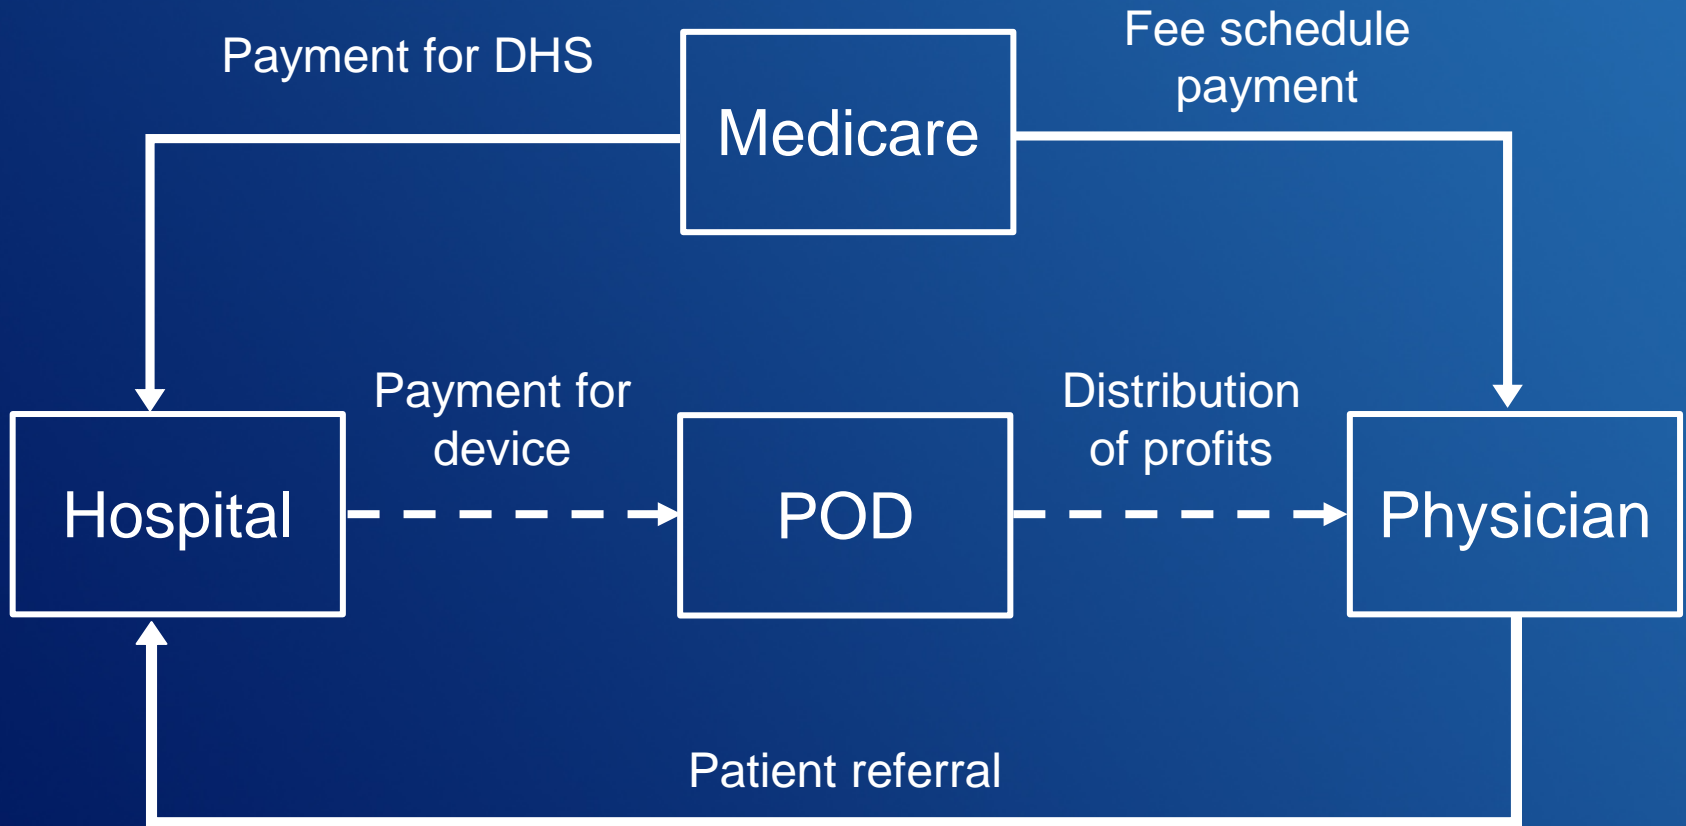 Payment for DHS
Medicare
Fee schedule
payment
Payment for
device
Distribution
of profits
Hospital
POD
Physician
Patient referral